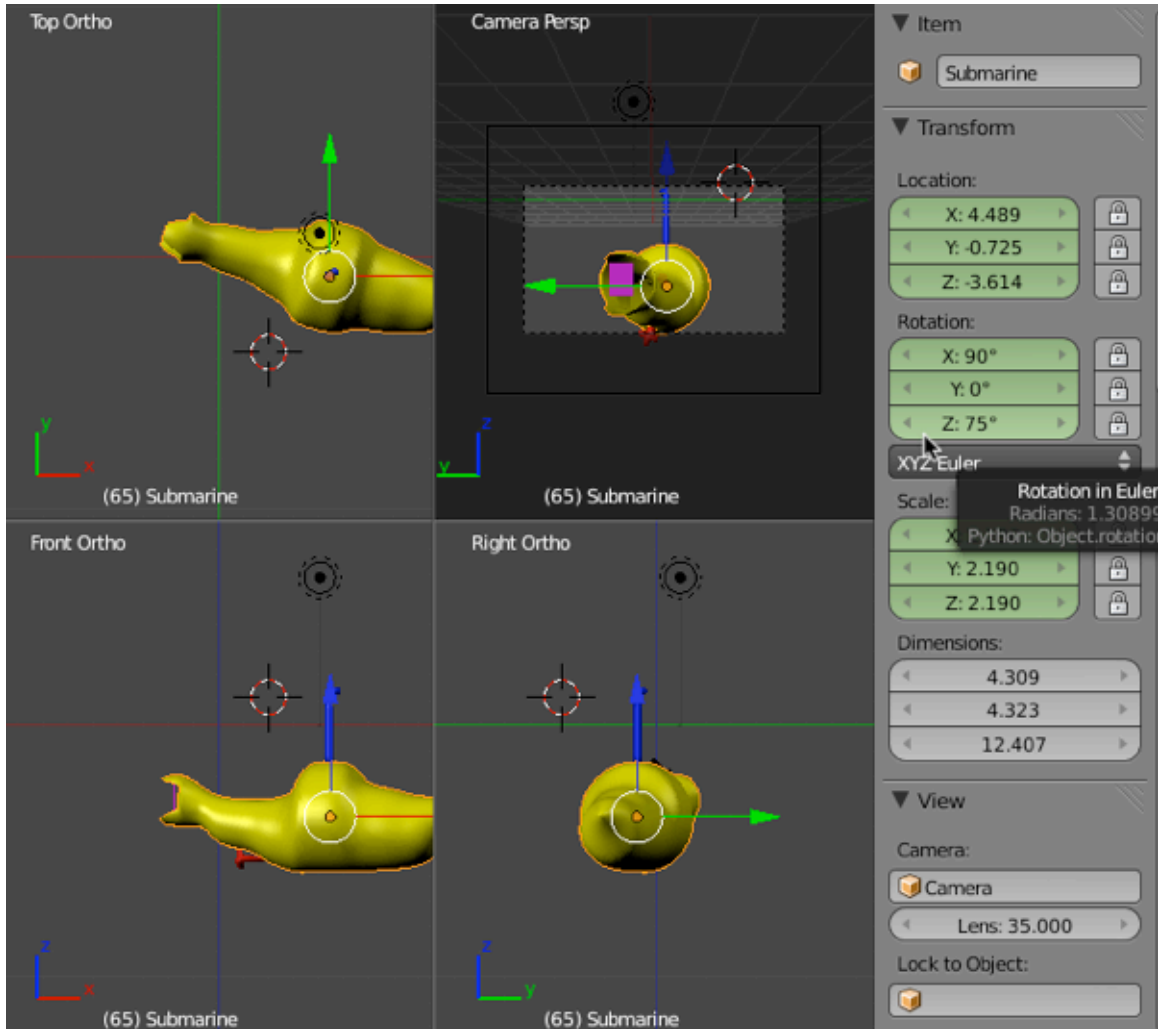 Top Ortho
y
x
(65) Submarine
Camera Persp
z
y
(65) Submarine
Front Ortho
z
x
(65) Submarine
Right Ortho
z
y
(65) Submarine
Item
Submarine
Transform
Location:
X: 4.489
Y: -0.725
Z: -3.614
Rotation:
X: 90°
Y: 0°
Z: 75°
XYZ Euler
Rotation in Euler
Radians: 1.30899
Python: Object.rotation
Scale:
X
Y: 2.190
Z: 2.190
Dimensions:
4.309
4.323
12.407
View
Camera:
Camera
Lens: 35.000
Lock to Object: